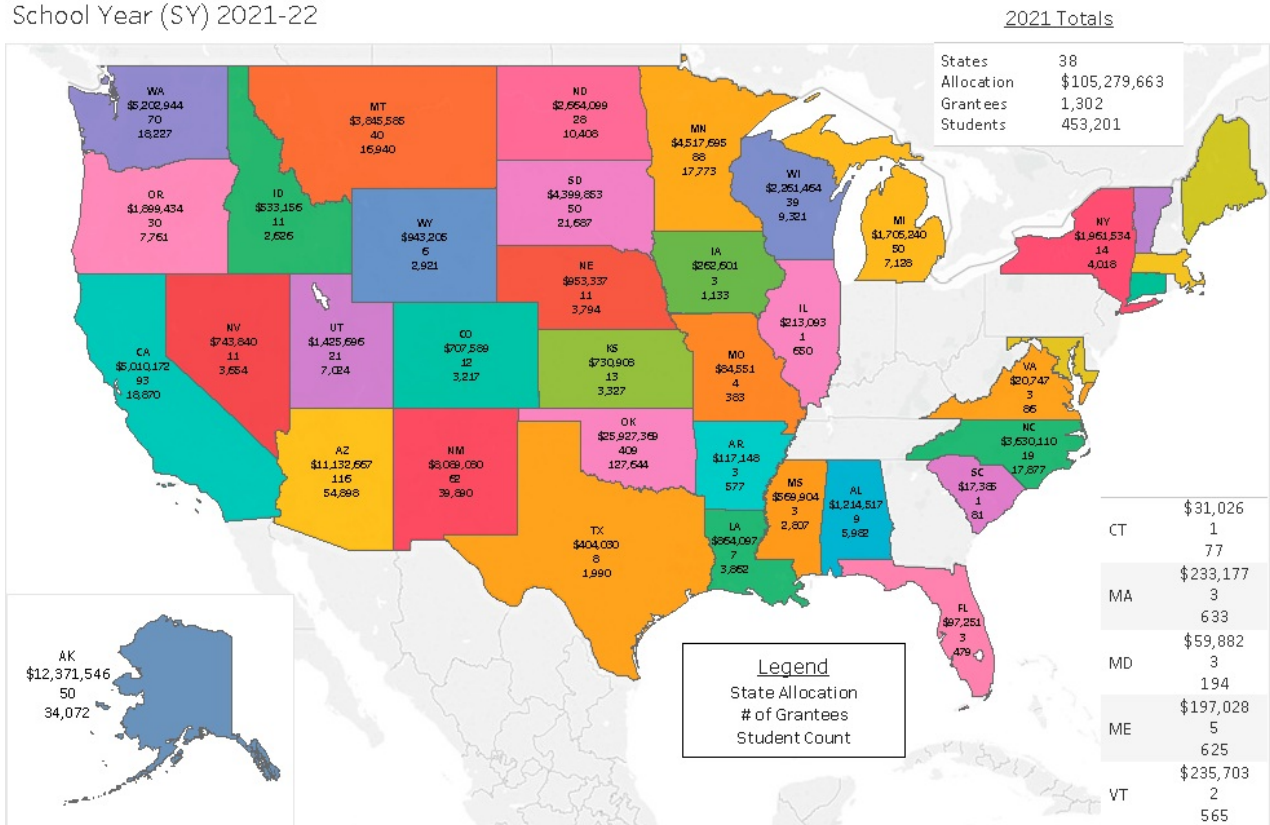 School Year (SY) 2021-22
2021 Totals
States 38
Allocation $105,279,663
Grantees 1,302
Students 453,201
WA
$5,202,944
70
18,227
MT
$3,845,585
40
16,940
ND
$2,664,099
28
10,408
MN
$4,517,695
88
17,773
OR
$1,899,434
30
7,761
ID
$533,156
11
2,626
SD
$4,399,853
50
21,687
WI
$2,261,464
39
9,321
MI
$1,705,240
50
7,128
NY
$1,961,534
14
4,018
WY
$943,205
6
2,921
NE
$953,337
11
3,794
IA
$262,601
3
1,133
IL
$213,093
1
650
CA
$5,010,172
93
18,870
NV
$743,840
11
3,654
UT
$1,425,696
21
7,024
CO
$707,589
12
3,217
KS
$730,908
13
3,327
MO
$84,551
4
383
VA
$20,747
3
86
AZ
$11,132,667
116
54,898
NM
$8,089,080
62
39,890
OK
$25,927,369
409
127,644
AR
$117,148
3
577
NC
$3,630,110
19
17,877
SC
$17,385
1
81
TX
$404,030
8
1,990
LA
$864,097
7
3,862
MS
$569,904
3
2,807
AL
$1,214,517
9
5,982
FL
$97,251
3
479
AK
$12,371,546
50
34,072
Legend
State Allocation
# of Grantees
Student Count
$31,026
CT 1
77
$233,177
MA 3
633
$59,882
MD 3
194
$197,028
ME 5
625
$235,703
VT 2
565